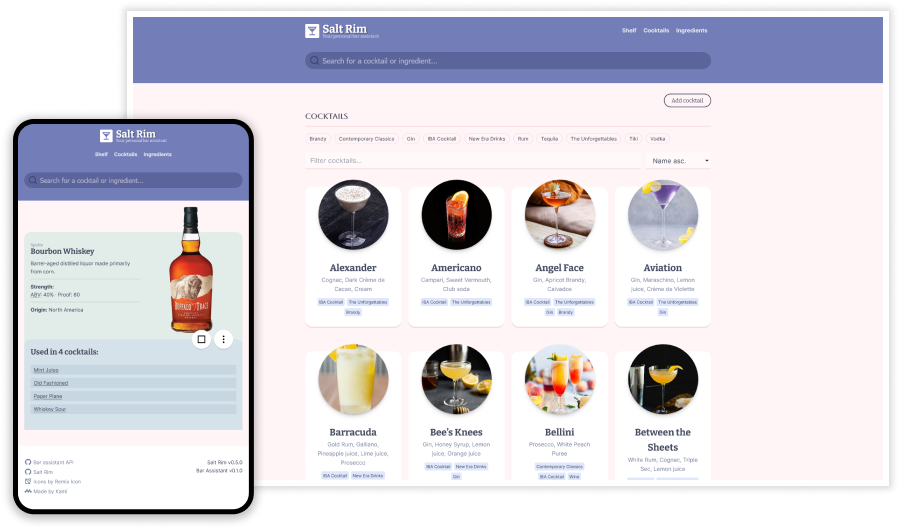 Salt Rim
Your personal bar assistant
Shelf Cocktails Ingredients
Search for a cocktail or ingredient...
Add cocktail
COCKTAILS
Brandy Contemporary Classics Gin IBA Cocktail New Era Drinks Rum Tequila The Unforgettables Tiki Vodka
Filter cocktails...
Name asc.
Alexander
Cognac, Dark Crème de
Cacao, Cream
IBA Cocktail The Unforgettables
Brandy
Americano
Campari, Sweet Vermouth,
Club soda
IBA Cocktail The Unforgettables
Angel Face
Gin, Apricot Brandy,
Calvados
IBA Cocktail The Unforgettables
Gin Brandy
Aviation
Gin, Maraschino, Lemon
juice, Crème de Violette
IBA Cocktail The Unforgettables
Gin
Barracuda
Gold Rum, Galliano,
Pineapple juice, Lime juice,
Prosecco
IBA Cocktail New Era Drinks
Bee's Knees
Gin, Honey Syrup, Lemon
juice, Orange juice
IBA Cocktail New Era Drinks
Gin
Bellini
Prosecco, White Peach
Puree
Contemporary Classics
IBA Cocktail Wine
Between the
Sheets
White Rum, Cognac, Triple
Sec, Lemon juice
Salt Rim
Your personal bar assistant
Shelf Cocktails Ingredients
Search for a cocktail or ingredient...
Spirits
Bourbon Whiskey
Barrel-aged distilled liquor made primarily
from corn.
Strength:
ABV: 40% · Proof: 80
Origin: North America
BUFFALO TRACE
Used in 4 cocktails:
Mint Julep
Old Fashioned
Paper Plane
Whiskey Sour
Bar assistant API
Salt Rim
Icons by Remix Icon
Made by Karlo
Salt Rim v0.5.0